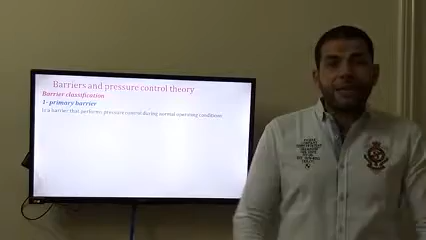 Barriers and pressure control theory
Barrier classification
1- primary barrier
Is a barrier that performs pressure control during normal operating conditions